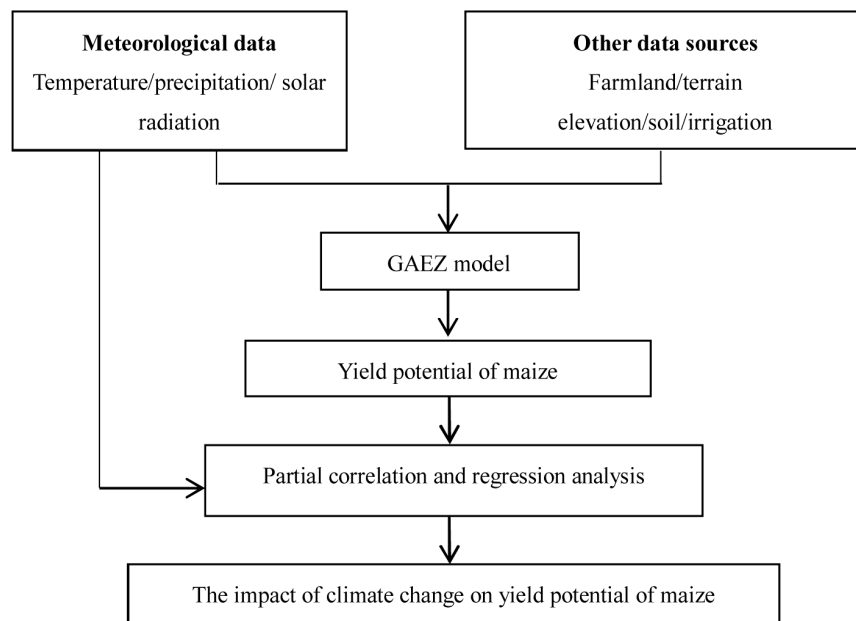 Meteorological data
Temperature/precipitation/ solar
radiation
Other data sources
Farmland/terrain
elevation/soil/irrigation
GAEZ model
Yield potential of maize
Partial correlation and regression analysis
The impact of climate change on yield potential of maize